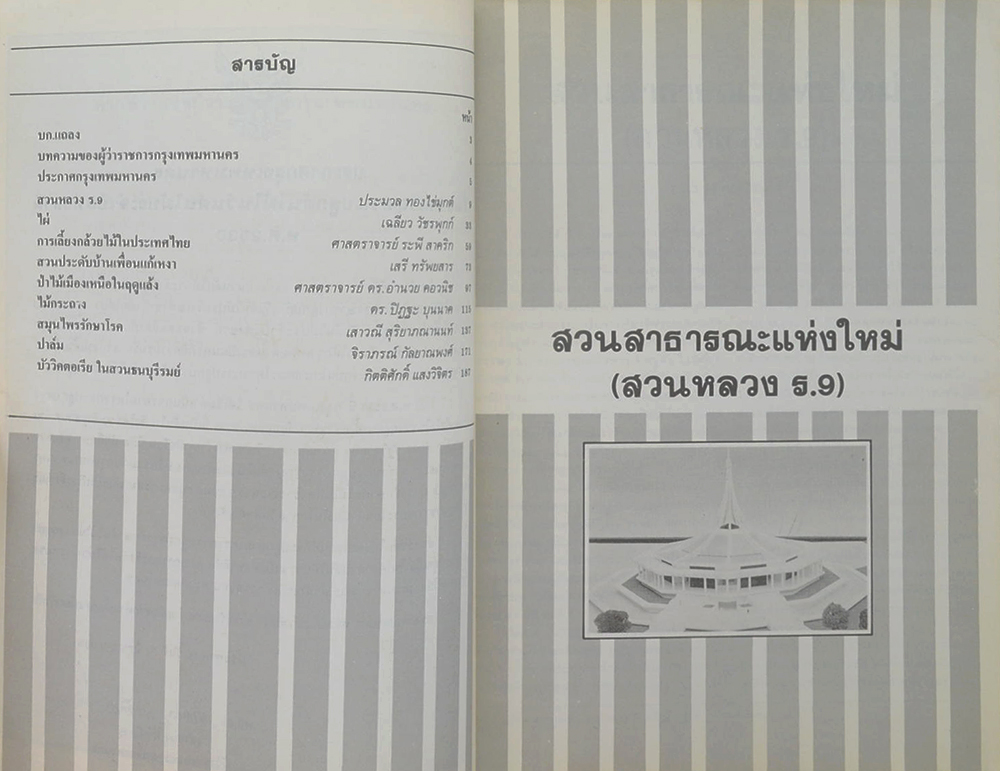 สารบัญ
หน้า
บก.แถลง 3
บทความของผู้ว่าราชการกรุงเทพมหานคร 4
ประกาศกรุงเทพมหานคร 5
สวนหลวง ร.9 ประมวล ทองไข่มุกต์ 9
ไผ่ เฉลียว วัชรพุกก์
การเลี้ยงกล้วยไม้ในประเทศไทย ศาสตราจารย์ ระพี สาคริก
สวนประดับบ้านเพื่อนแก้เหงา เสรี ทรัพยสาร
ป่าไม้เมืองเหนือในฤดูแล้ง ศาสตราจารย์ ดร.อำนวย คอวนิช 97
ไม้กระถาง ดร. ปิฏฐะ บุนนาค 115
สมุนไพรรักษาโรค เสาวณี สุริยาภณานนท์ 137
ปาล์ม จิราภรณ์ กัลยาณพงศ์ 171
บัววิคตอเรีย ในสวนธนบุรีรมย์ กิตติศักดิ์ แสงวิจิตร 187
สวนสาธารณะแห่งใหม่
(สวนหลวง ร.9)